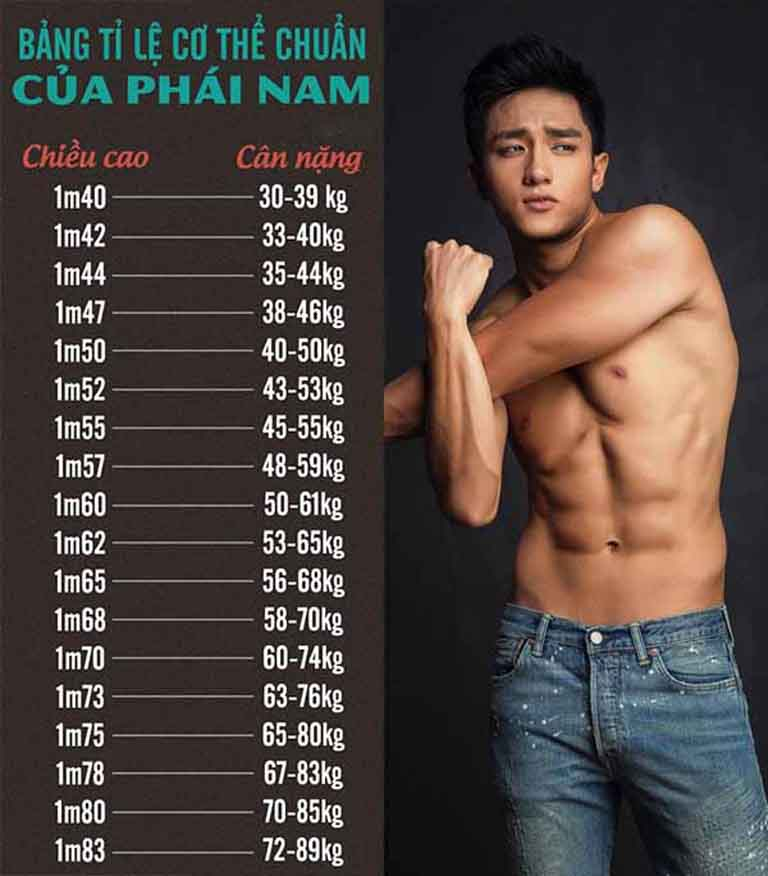 BẢNG TỈ LỆ CƠ THỂ CHUẨN
CỦA PHÁI NAM
Chiều cao Cân nặng
1m40 30-39 kg
1m42 33-40kg
1m44 35-44kg
1m47 38-46kg
1m50 40-50kg
1m52 43-53kg
1m55 45-55kg
1m57 48-59kg
1m60 50-61kg
1m62 53-65kg
1m65 56-68kg
1m68 58-70kg
1m70 60-74kg
1m73 63-76kg
1m75 65-80kg
1m78 67-83kg
1m80 70-85kg
1m83 72-89kg